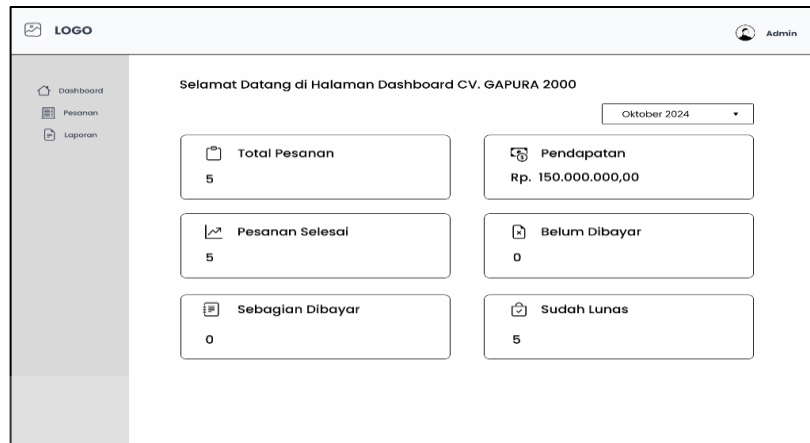 LOGO
Admin
Dashboard
Pesanan
Laporan
Selamat Datang di Halaman Dashboard CV. GAPURA 2000
Oktober 2024
Total Pesanan
5
Pendapatan
Rp. 150.000.000,00
Pesanan Selesai
5
Belum Dibayar
0
Sebagian Dibayar
0
Sudah Lunas
5